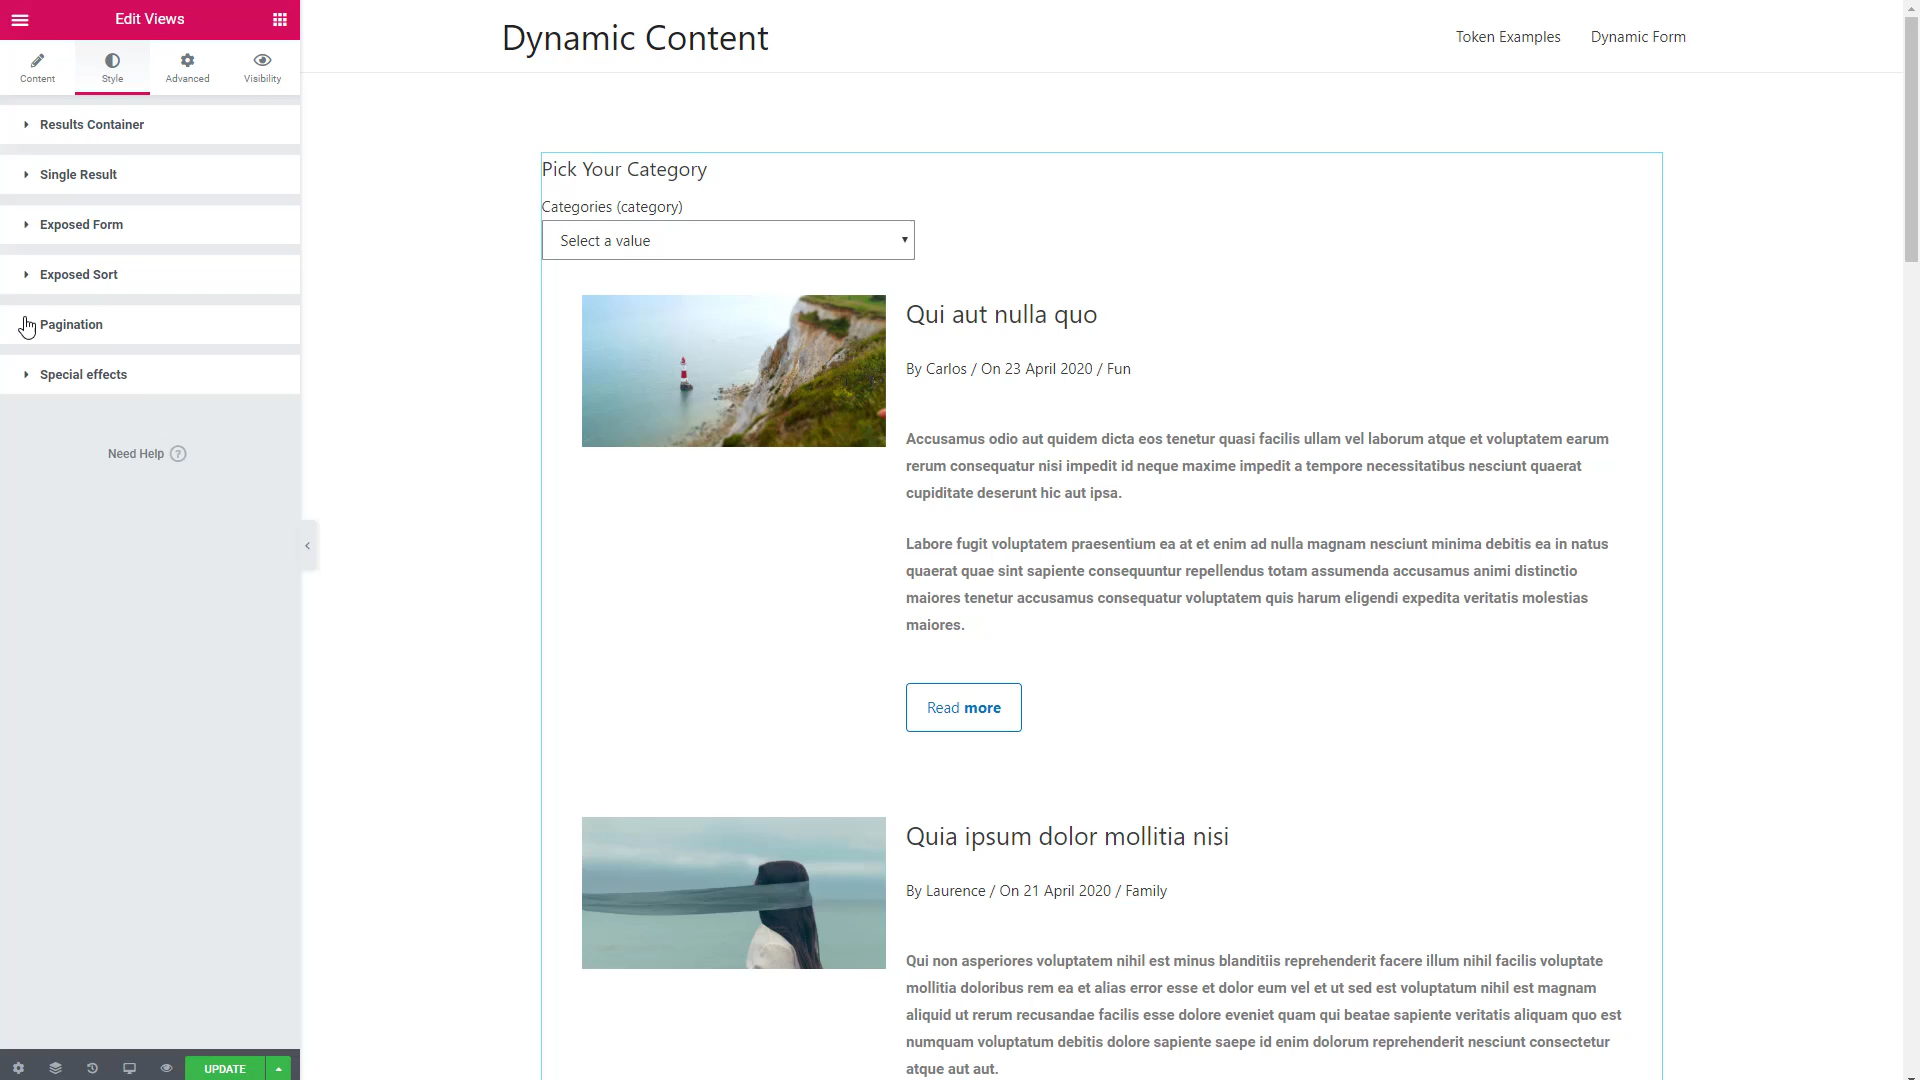 Edit Views
Content
Style
Advanced
Visibility
Results Container
Single Result
Exposed Form
Exposed Sort
Pagination
Special effects
Need Help ?
UPDATE
Dynamic Content
Token Examples
Dynamic Form
Pick Your Category
Categories (category)
Select a value
Qui aut nulla quo
By Carlos / On 23 April 2020 / Fun
Accusamus odio aut quidem dicta eos tenetur quasi facilis ullam vel laborum atque et voluptatem earum
rerum consequatur nisi impedit id neque maxime impedit a tempore necessitatibus nesciunt quaerat
cupiditate deserunt hic aut ipsa.
Labore fugit voluptatem praesentium ea at et enim ad nulla magnam nesciunt minima debitis ea in natus
quaerat quae sint sapiente consequuntur repellendus totam assumenda accusamus animi distinctio
maiores tenetur accusamus consequatur voluptatem quis harum eligendi expedita veritatis molestias
maiores.
Read more
Quia ipsum dolor mollitia nisi
By Laurence / On 21 April 2020 / Family
Qui non asperiores voluptatem nihil est minus blanditiis reprehenderit facere illum nihil facilis voluptate
mollitia doloribus rem ea et alias error esse et dolor eum vel et ut sed est voluptatum nihil est magnam
aliquid ut rerum recusandae facilis esse dolore eveniet quam qui beatae sapiente veritatis aliquam quo est
numquam voluptatum debitis dolore sapiente saepe id enim dolorum reprehenderit nesciunt consectetur
atque aut aut.